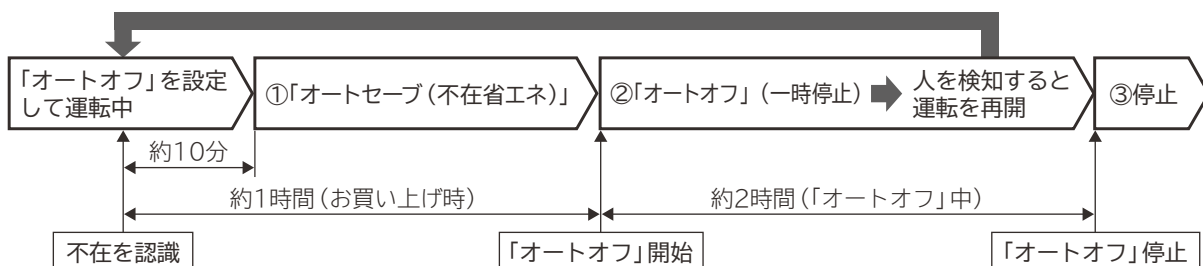 「オートオフ」を設定
して運転中
①「オートセーブ(不在省エネ)」
②「オートオフ」(一時停止)
人を検知すると
運転を再開
③停止
約10分
約1時間(お買い上げ時)
約2時間(「オートオフ」中)
不在を認識
「オートオフ」開始
「オートオフ」停止